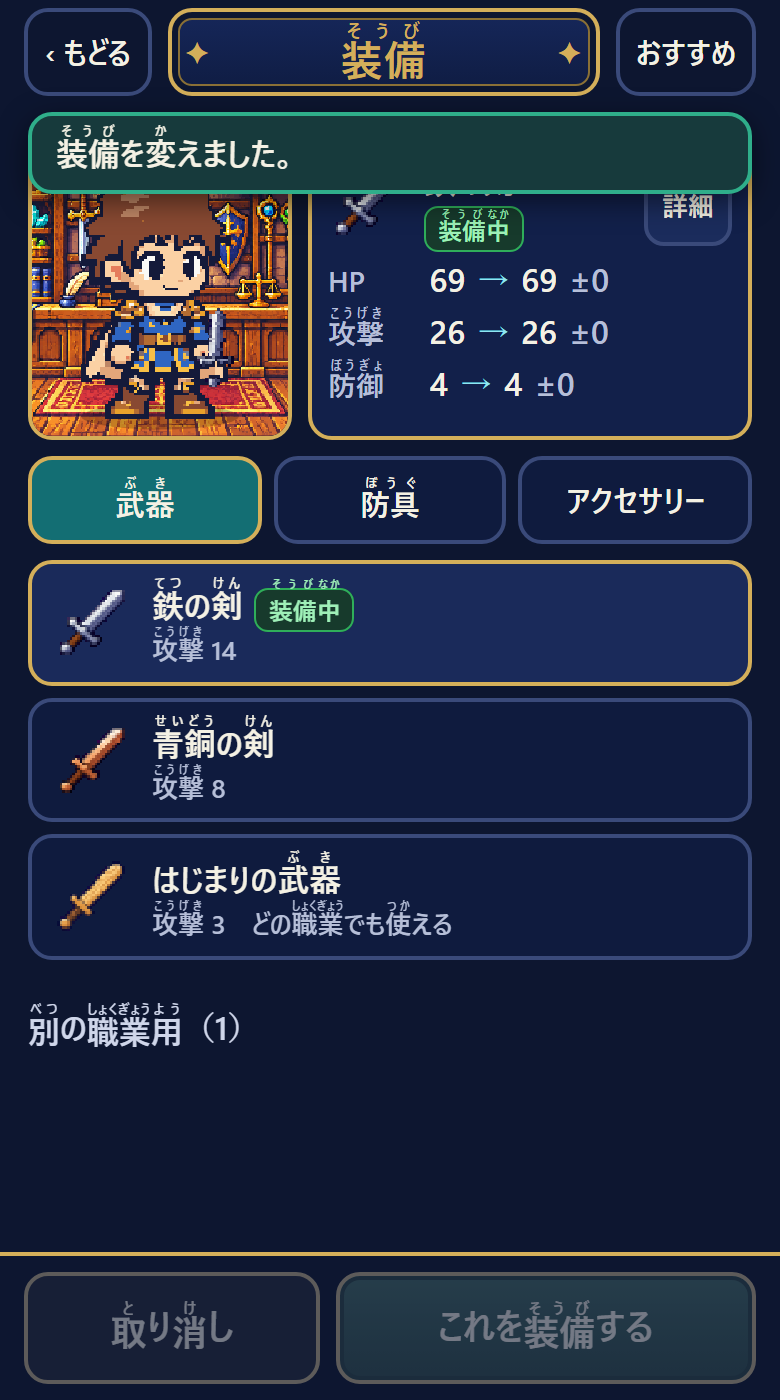 ‹ もどる
装備
そうび
おすすめ
装備を変えました。
そうび か
装備中
そうびなか
詳細
HP 69 → 69 ±0
攻撃 26 → 26 ±0
こうげき
防御 4 → 4 ±0
ぼうぎょ
武器
ぶき
防具
ぼうぐ
アクセサリー
鉄の剣 装備中
てつ けん そうびなか
攻撃 14
こうげき
青銅の剣
せいどう けん
攻撃 8
こうげき
はじまりの武器
ぶき
攻撃 3 どの職業でも使える
こうげき しょくぎょう つか
別の職業用（1）
べつ しょくぎょうよう
取り消し
と け
これを装備する
そうび